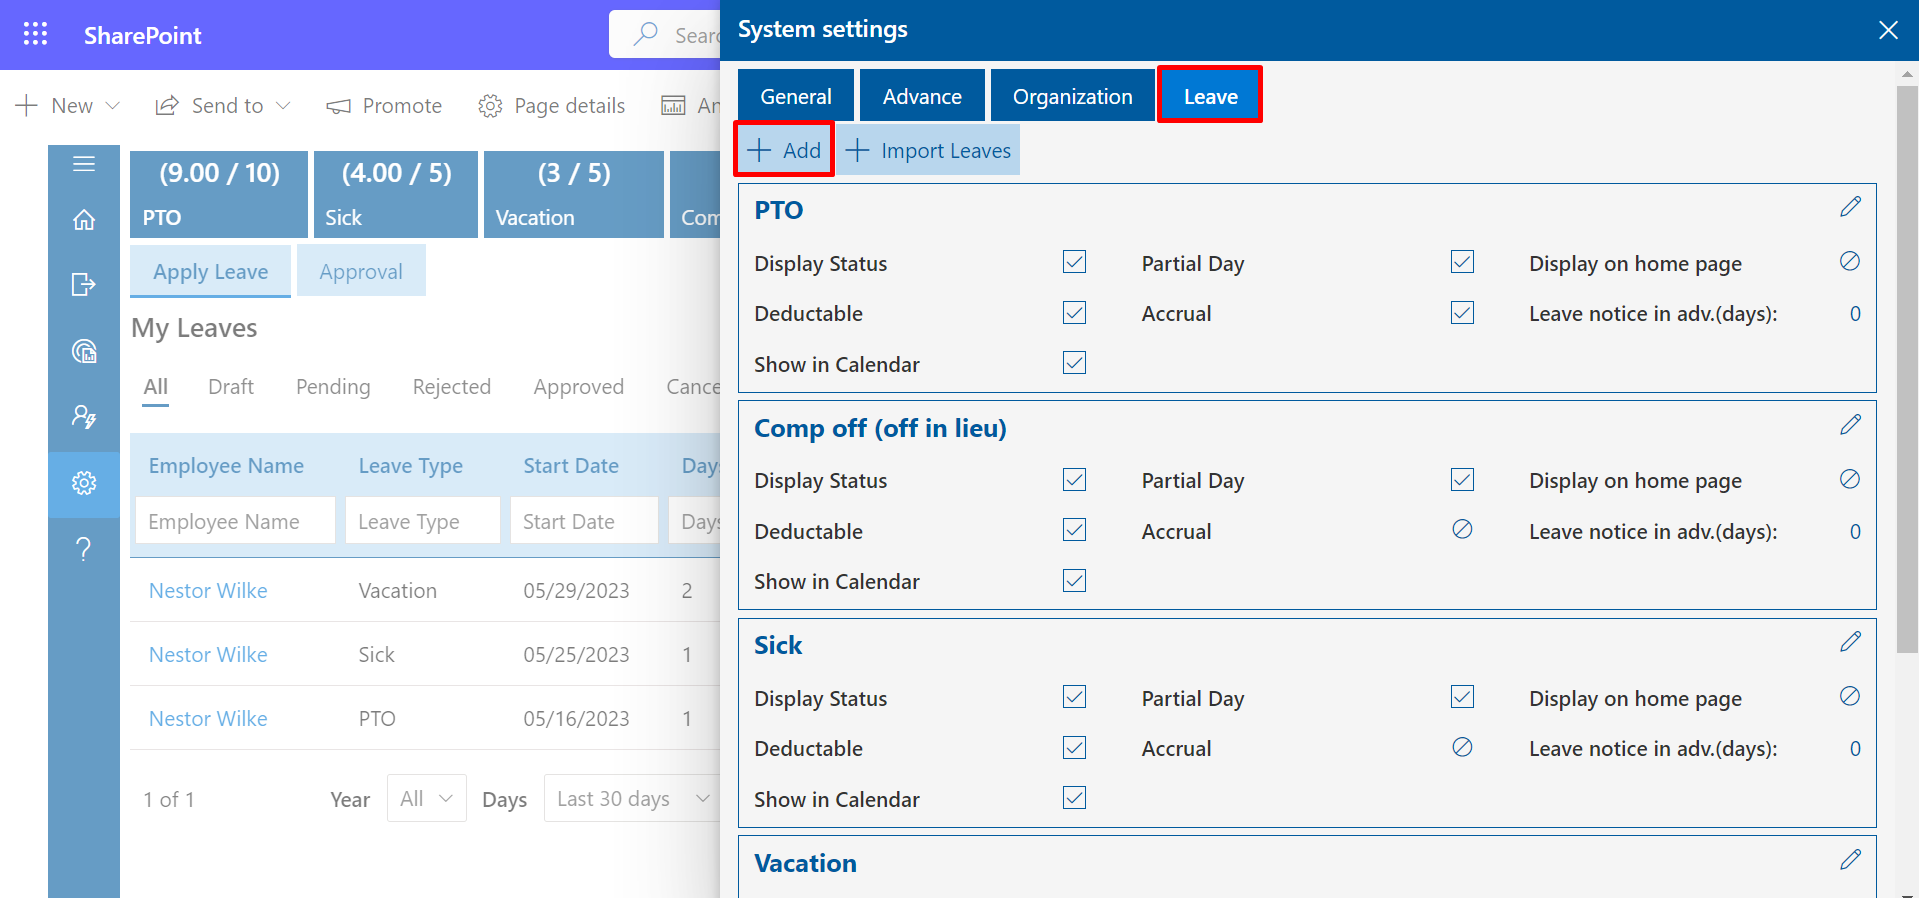 SharePoint
New
Send to
Promote
Page details
(9.00 / 10)
PTO
(4.00 / 5)
Sick
(3 / 5)
Vacation
Apply Leave
Approval
My Leaves
All
Draft
Pending
Rejected
Approved
Employee Name
Leave Type
Start Date
Employee Name
Leave Type
Start Date
Days
Nestor Wilke
Vacation
05/29/2023
2
Nestor Wilke
Sick
05/25/2023
1
Nestor Wilke
PTO
05/16/2023
1
1 of 1
Year
All
Days
Last 30 days
System settings
General
Advance
Organization
Leave
Add
Import Leaves
PTO
Display Status
Partial Day
Display on home page
Deductable
Accrual
Leave notice in adv.(days):
0
Show in Calendar
Comp off (off in lieu)
Display Status
Partial Day
Display on home page
Deductable
Accrual
Leave notice in adv.(days):
0
Show in Calendar
Sick
Display Status
Partial Day
Display on home page
Deductable
Accrual
Leave notice in adv.(days):
0
Show in Calendar
Vacation